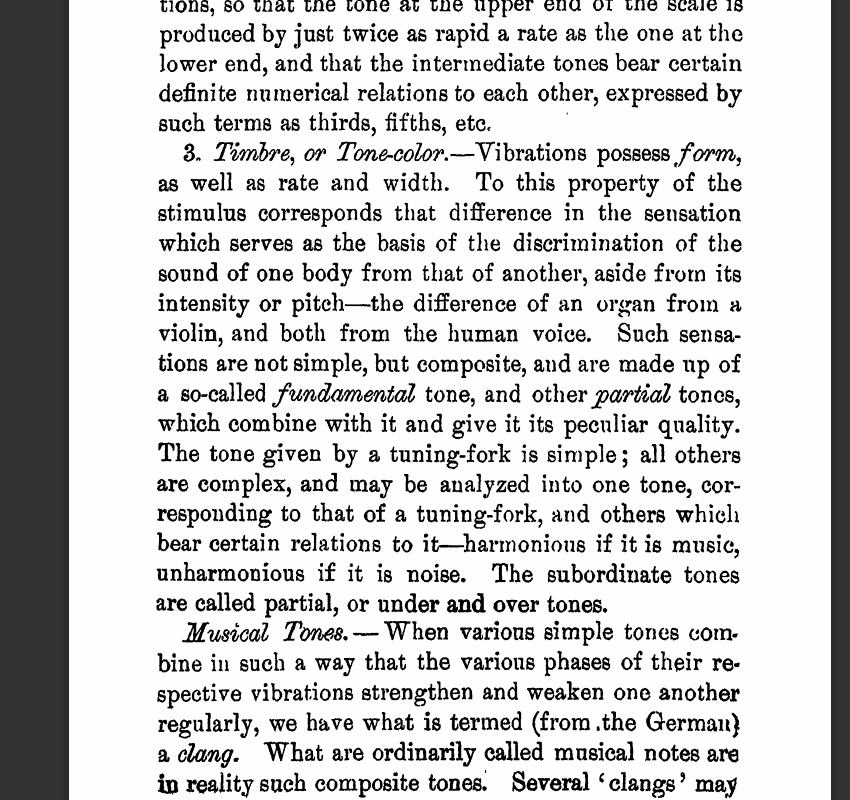 tions, so that the tone at the upper end of the scale is
produced by just twice as rapid a rate as the one at the
lower end, and that the intermediate tones bear certain
definite numerical relations to each other, expressed by
such terms as thirds, fifths, etc.
3. Timbre, or Tone-color.—Vibrations possess form,
as well as rate and width. To this property of the
stimulus corresponds that difference in the sensation
which serves as the basis of the discrimination of the
sound of one body from that of another, aside from its
intensity or pitch—the difference of an organ from a
violin, and both from the human voice. Such sensa-
tions are not simple, but composite, and are made up of
a so-called fundamental tone, and other partial tones,
which combine with it and give it its peculiar quality.
The tone given by a tuning-fork is simple; all others
are complex, and may be analyzed into one tone, cor-
responding to that of a tuning-fork, and others which
bear certain relations to it—harmonious if it is music,
unharmonious if it is noise. The subordinate tones
are called partial, or under and over tones.
Musical Tones.—When various simple tones com-
bine in such a way that the various phases of their re-
spective vibrations strengthen and weaken one another
regularly, we have what is termed (from the German)
a clang. What are ordinarily called musical notes are
in reality such composite tones. Several ‘clangs’ may